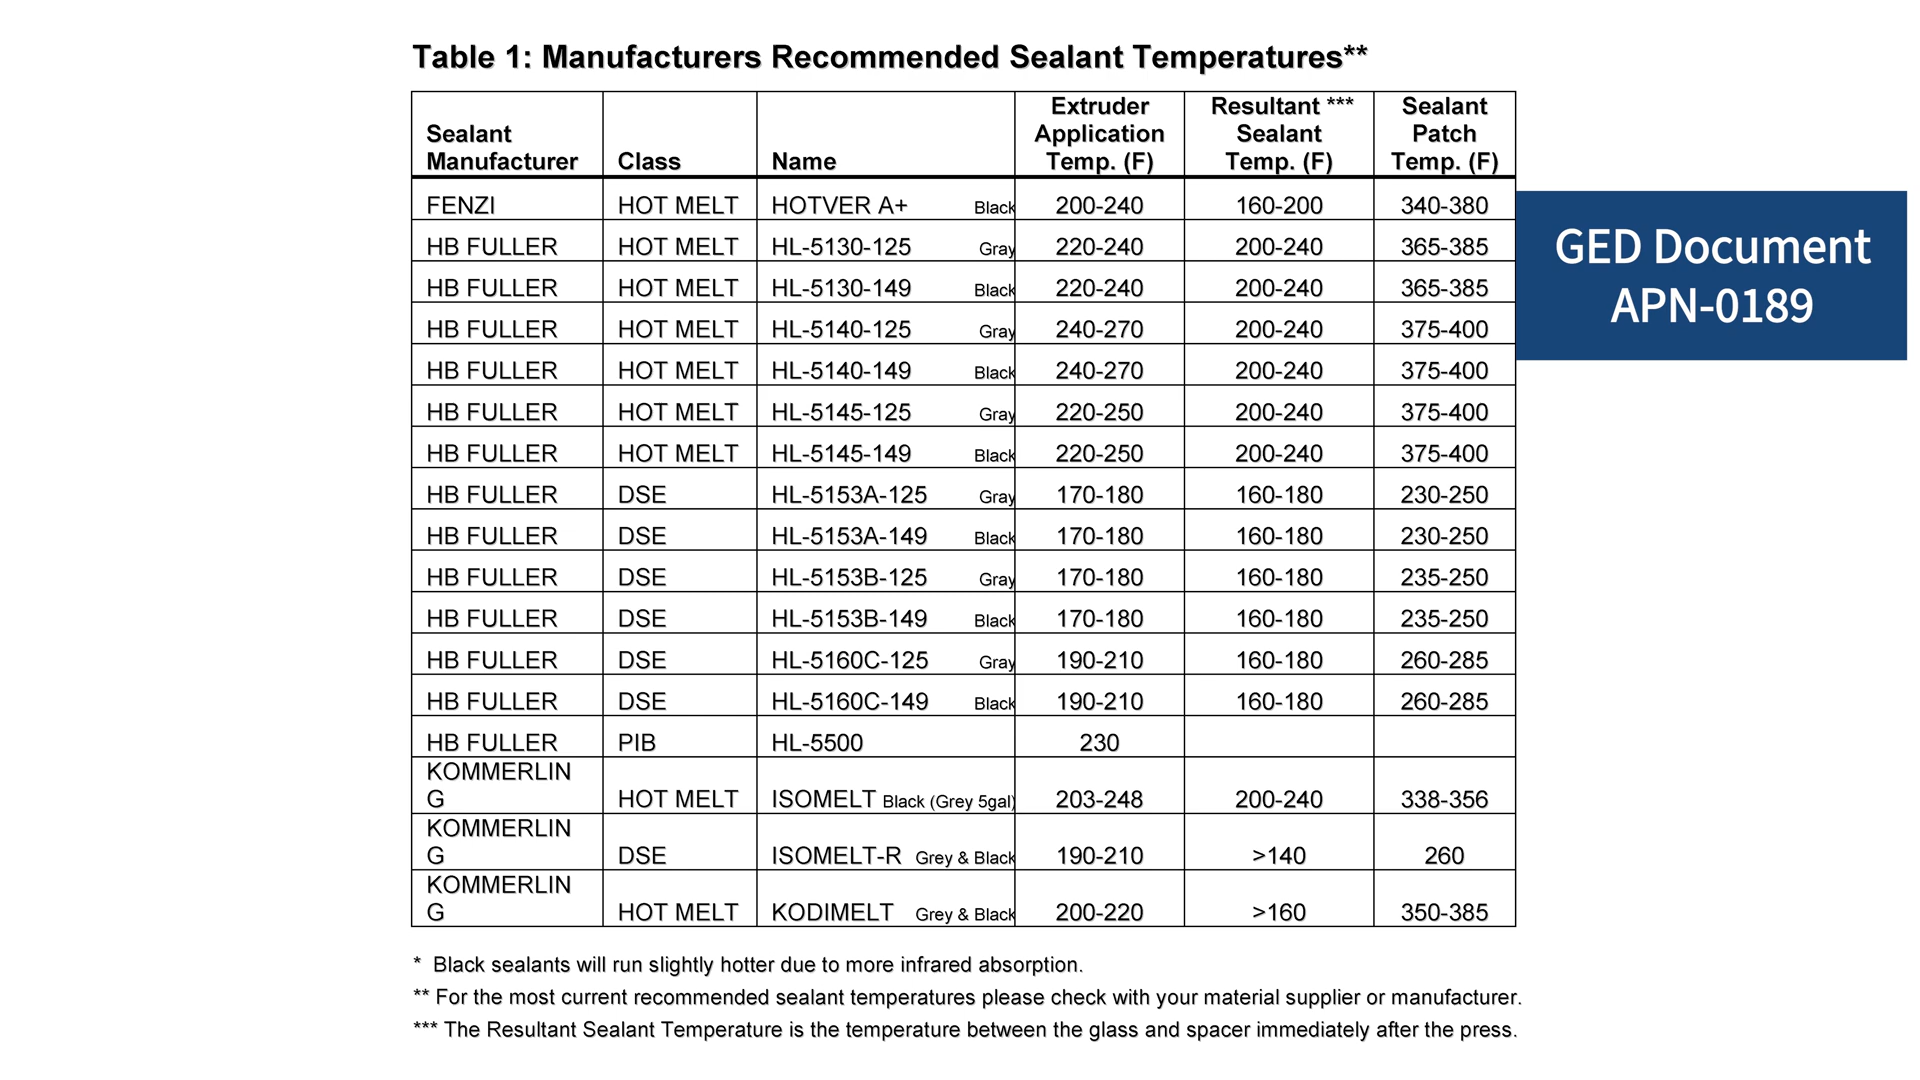 Table 1: Manufacturers Recommended Sealant Temperatures**
Sealant Manufacturer Class Name Extruder Application Temp. (F) Resultant *** Sealant Temp. (F) Sealant Patch Temp. (F)
FENZI HOT MELT HOTVER A+ Black 200-240 160-200 340-380
HB FULLER HOT MELT HL-5130-125 Gray 220-240 200-240 365-385
HB FULLER HOT MELT HL-5130-149 Black 220-240 200-240 365-385
HB FULLER HOT MELT HL-5140-125 Gray 240-270 200-240 375-400
HB FULLER HOT MELT HL-5140-149 Black 240-270 200-240 375-400
HB FULLER HOT MELT HL-5145-125 Gray 220-250 200-240 375-400
HB FULLER HOT MELT HL-5145-149 Black 220-250 200-240 375-400
HB FULLER DSE HL-5153A-125 Gray 170-180 160-180 230-250
HB FULLER DSE HL-5153A-149 Black 170-180 160-180 230-250
HB FULLER DSE HL-5153B-125 Gray 170-180 160-180 235-250
HB FULLER DSE HL-5153B-149 Black 170-180 160-180 235-250
HB FULLER DSE HL-5160C-125 Gray 190-210 160-180 260-285
HB FULLER DSE HL-5160C-149 Black 190-210 160-180 260-285
HB FULLER PIB HL-5500 230
KOMMERLIN
G HOT MELT ISOMELT Black (Grey 5gal) 203-248 200-240 338-356
KOMMERLIN
G DSE ISOMELT-R Grey & Black 190-210 >140 260
KOMMERLIN
G HOT MELT KODIMELT Grey & Black 200-220 >160 350-385
* Black sealants will run slightly hotter due to more infrared absorption.
** For the most current recommended sealant temperatures please check with your material supplier or manufacturer.
*** The Resultant Sealant Temperature is the temperature between the glass and spacer immediately after the press.
GED Document
APN-0189